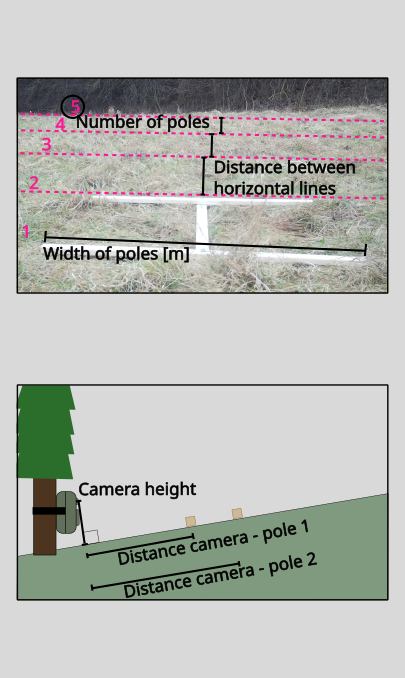 5
4
Number of poles
3
Distance between
horizontal lines
2
1
Width of poles [m]
Camera height
Distance camera - pole 1
Distance camera - pole 2